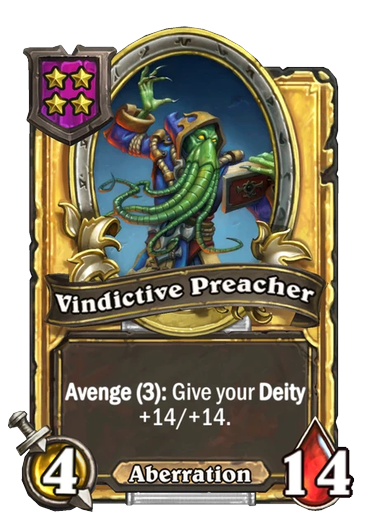 Vindictive Preacher
Avenge (3): Give your Deity
+14/+14.
4
Aberration
14